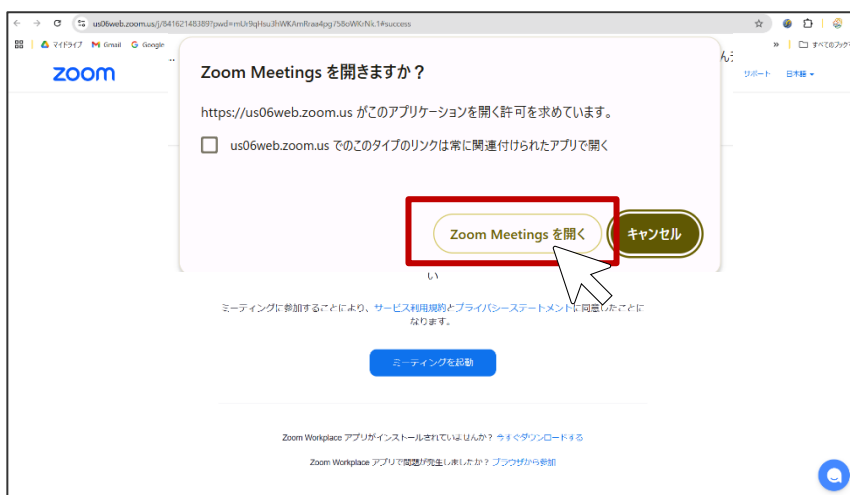 us06web.zoom.us/j/84162148389?pwd=mUr9qHsu3hWKAmRraa4pg758oWKrNk.1#success
マイドライブ Gmail Google » すべてのブックマ
zoom
サポート 日本語
Zoom Meetings を開きますか？
https://us06web.zoom.us がこのアプリケーションを開く許可を求めています。
us06web.zoom.us でのこのタイプのリンクは常に関連付けられたアプリで開く
Zoom Meetings を開く キャンセル
い
ミーティングに参加することにより、サービス利用規約とプライバシーステートメントに同意したことに
なります。
ミーティングを起動
Zoom Workplace アプリがインストールされていませんか？ 今すぐダウンロードする
Zoom Workplace アプリで問題が発生しましたか？ ブラウザから参加